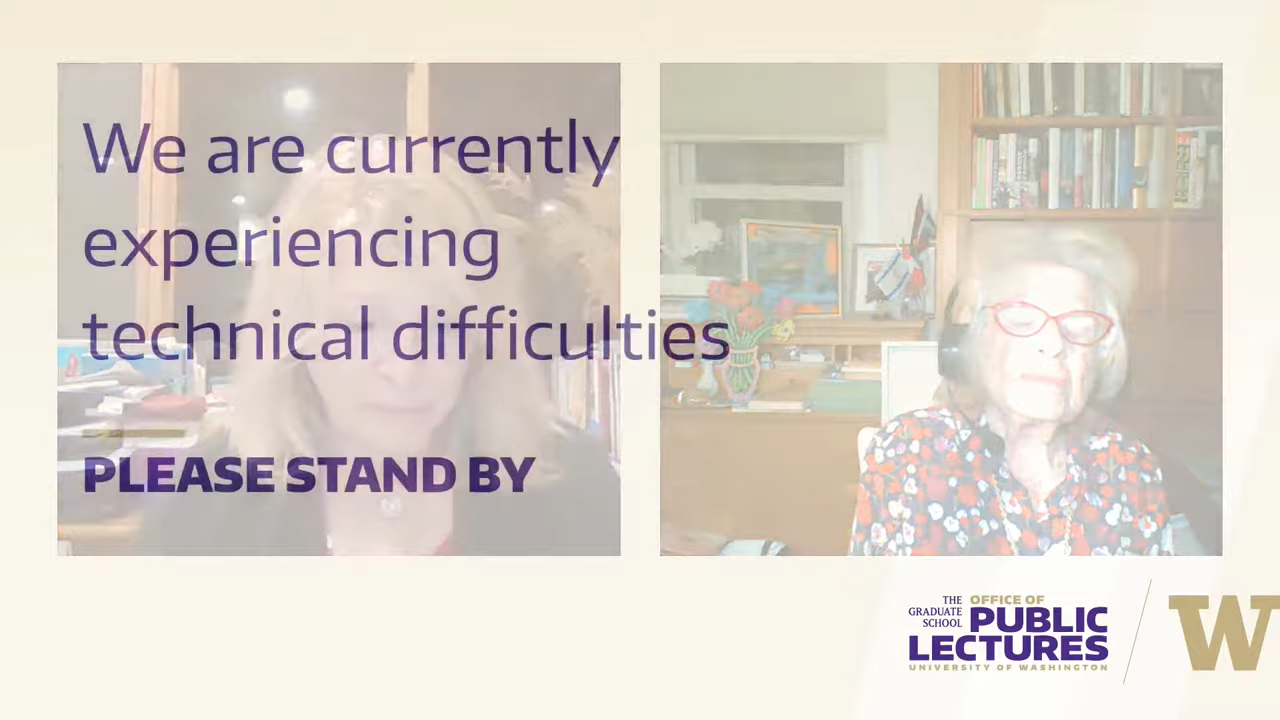 We are currently
experiencing
technical difficulties
PLEASE STAND BY
THE
GRADUATE
SCHOOL
OFFICE OF
PUBLIC
LECTURES
UNIVERSITY OF WASHINGTON
W